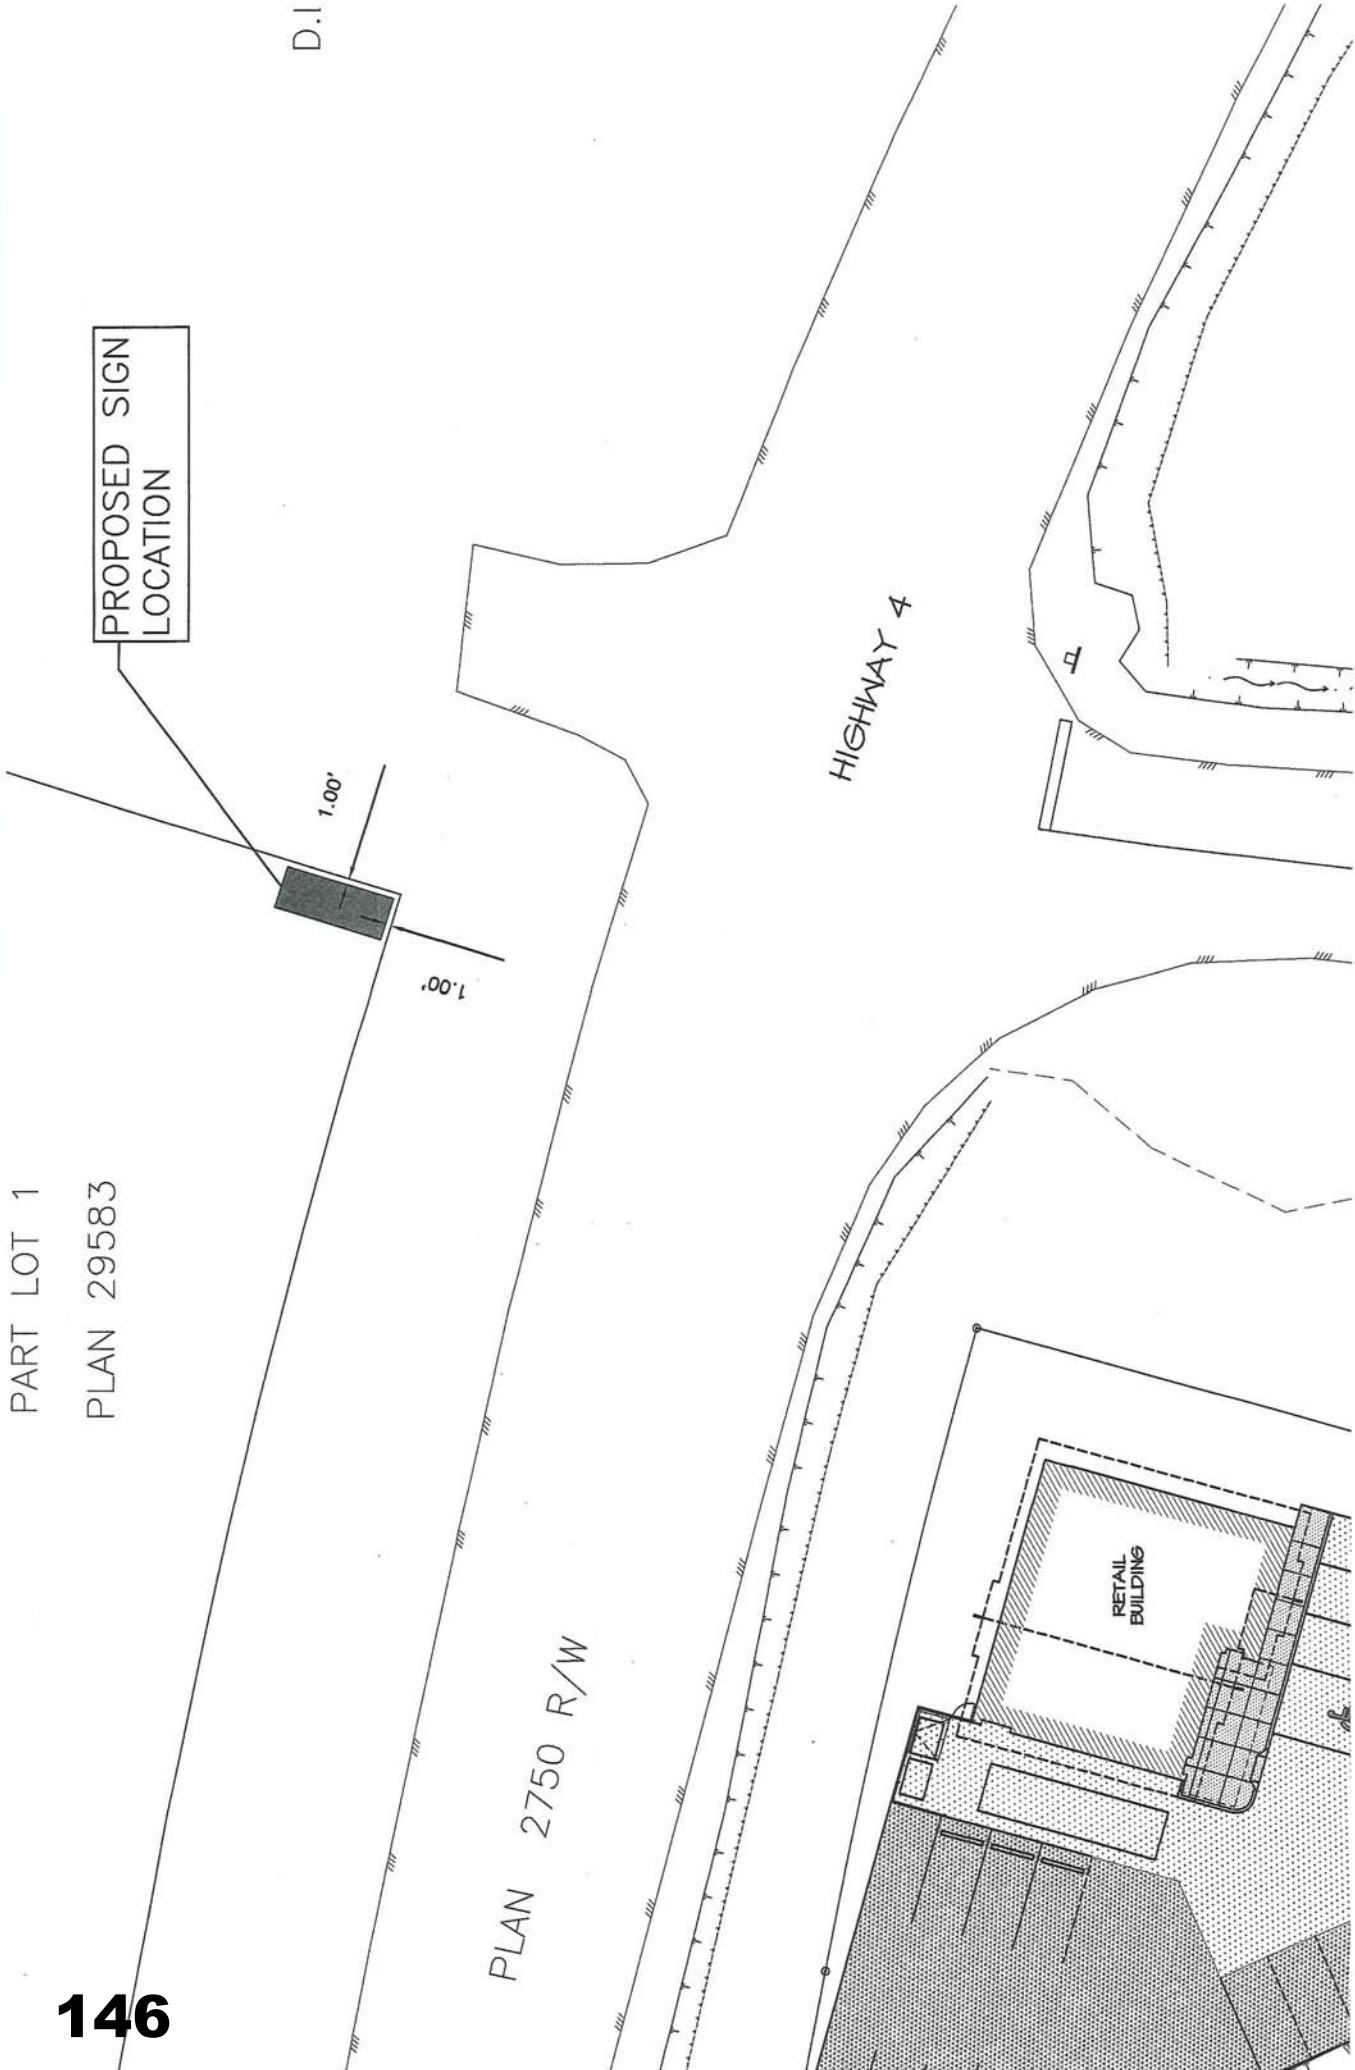 D.I
PROPOSED SIGN
LOCATION
1.00'
1.00'
HIGHWAY 4
PART LOT 1
PLAN 29583
RETAIL
BUILDING
PLAN 2750 R/W
146